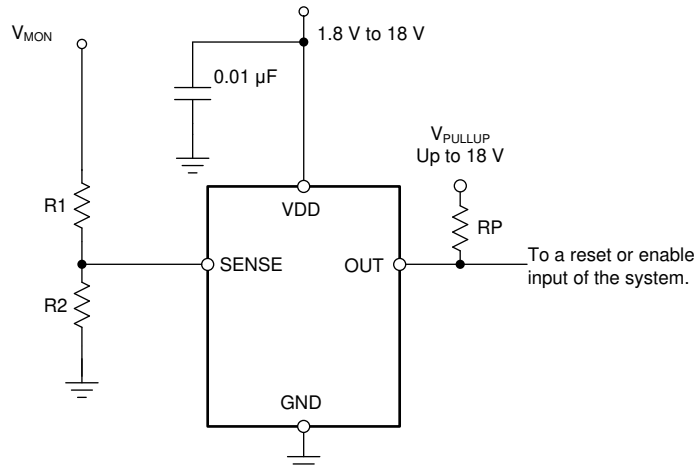 V_MON
1.8 V to 18 V
0.01 µF
V_PULLUP
Up to 18 V
R1
VDD
RP
SENSE
OUT
To a reset or enable
input of the system.
R2
GND